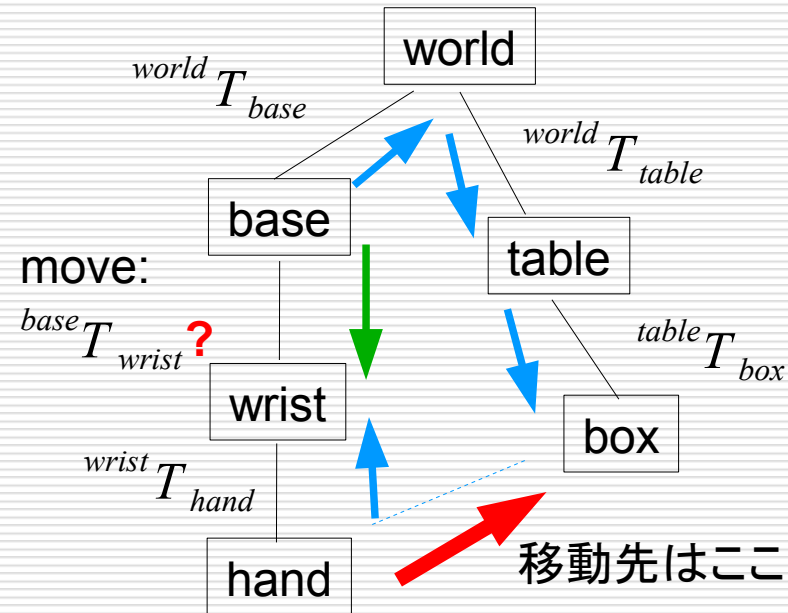 world
world T base
world T table
base
table
move:
base T wrist ?
table T box
wrist
box
wrist T hand
hand
移動先はここ